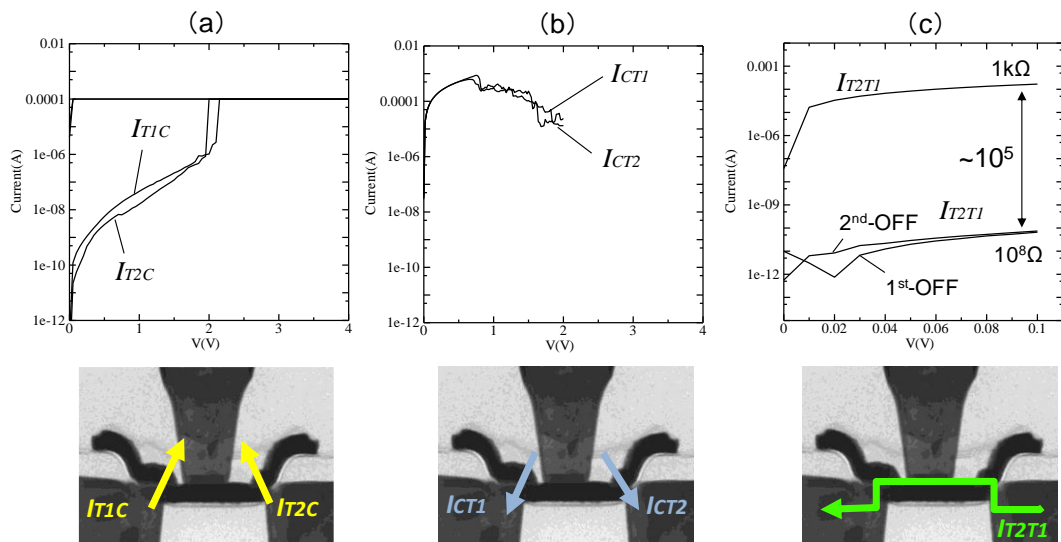 (a)
(b)
(c)
0.01
0.0001
1e-06
1e-08
1e-10
1e-12
Current(A)
IT1C
IT2C
0
1
2
3
4
V(V)
0.01
0.0001
1e-06
1e-08
1e-10
1e-12
Current(A)
ICT1
ICT2
0
1
2
3
4
V(V)
0.001
1e-06
1e-09
1e-12
Current(A)
IT2T1
1kΩ
~10⁵
IT2T1
2nd-OFF
10⁸Ω
1st-OFF
0
0.02
0.04
0.06
0.08
0.1
V(V)
IT1C
IT2C
ICT1
ICT2
IT2T1